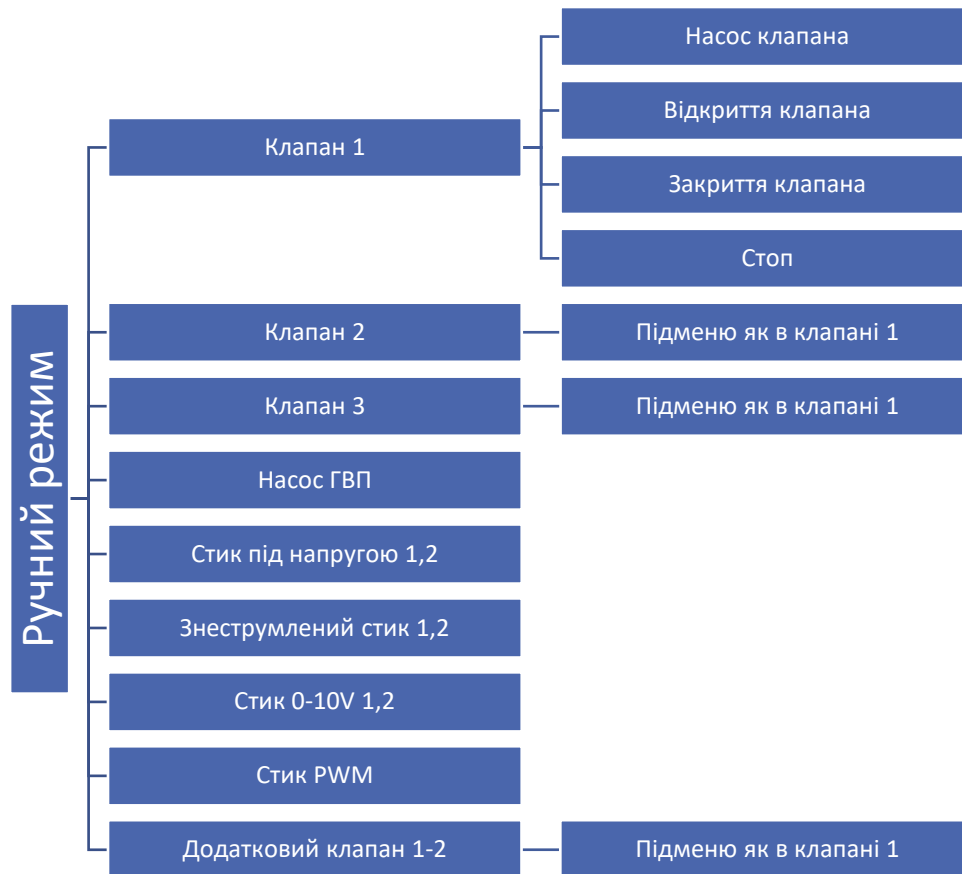 Ручний режим
Клапан 1
Насос клапана
Відкриття клапана
Закриття клапана
Стоп
Клапан 2
Підменю як в клапані 1
Клапан 3
Підменю як в клапані 1
Насос ГВП
Стик під напругою 1,2
Знеструмлений стик 1,2
Стик 0-10V 1,2
Стик PWM
Додатковий клапан 1-2
Підменю як в клапані 1